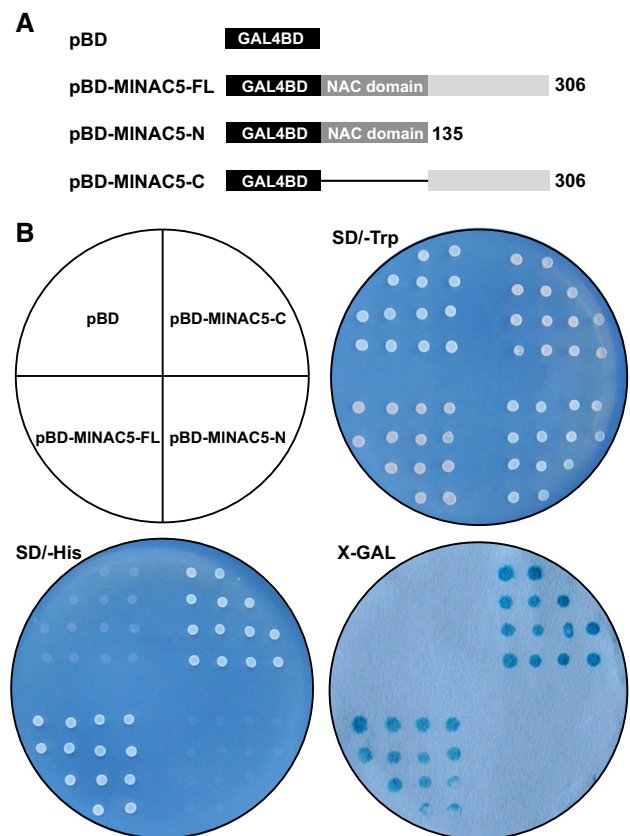 A
pBD
GAL4BD
pBD-MINAC5-FL
GAL4BD NAC domain
306
pBD-MINAC5-N
GAL4BD NAC domain
135
pBD-MINAC5-C
GAL4BD
306
B
pBD
pBD-MINAC5-C
pBD-MINAC5-FL
pBD-MINAC5-N
SD/-Trp
SD/-His
X-GAL